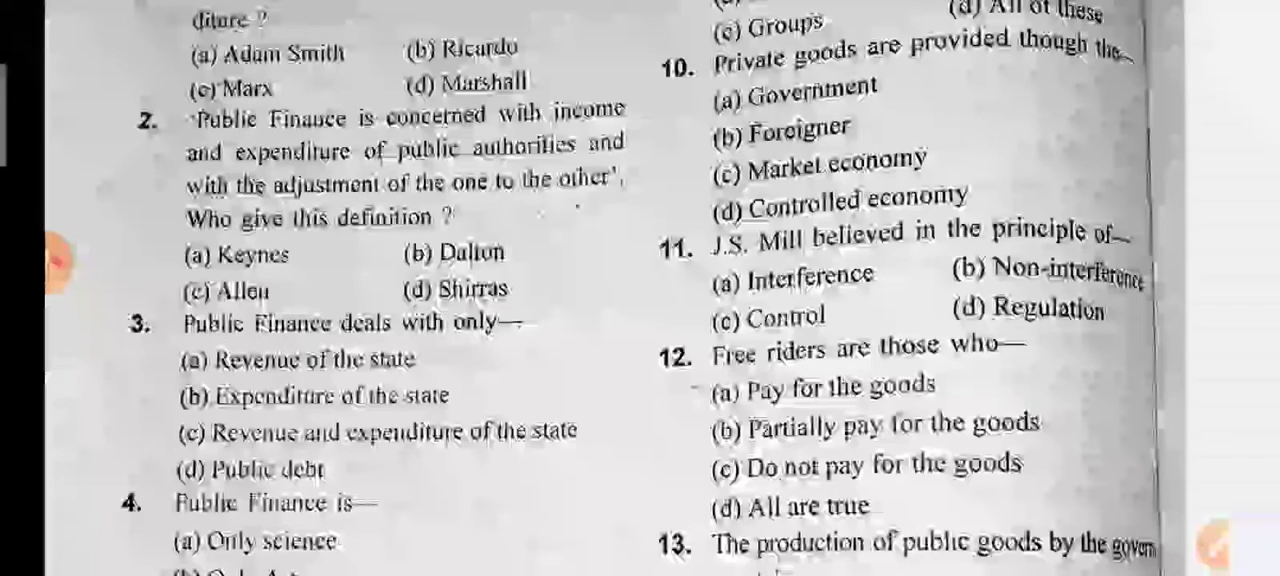 diture ?
(a) Adam Smith (b) Ricardo
(c) Marx (d) Marshall
2. 'Public Finance is concerned with income
and expenditure of public authorities and
with the adjustment of the one to the other',
Who give this definition ?
(a) Keynes (b) Dalton
(c) Allen (d) Shirras
3. Public Finance deals with only—
(a) Revenue of the state
(b) Expenditure of the state
(c) Revenue and expenditure of the state
(d) Public debt
4. Public Finance is—
(a) Only science
(c) Groups (d) All of these
10. Private goods are provided though the—
(a) Government
(b) Foreigner
(c) Market economy
(d) Controlled economy
11. J.S. Mill believed in the principle of—
(a) Interference (b) Non-interference
(c) Control (d) Regulation
12. Free riders are those who—
(a) Pay for the goods
(b) Partially pay for the goods
(c) Do not pay for the goods
(d) All are true
13. The production of public goods by the govern